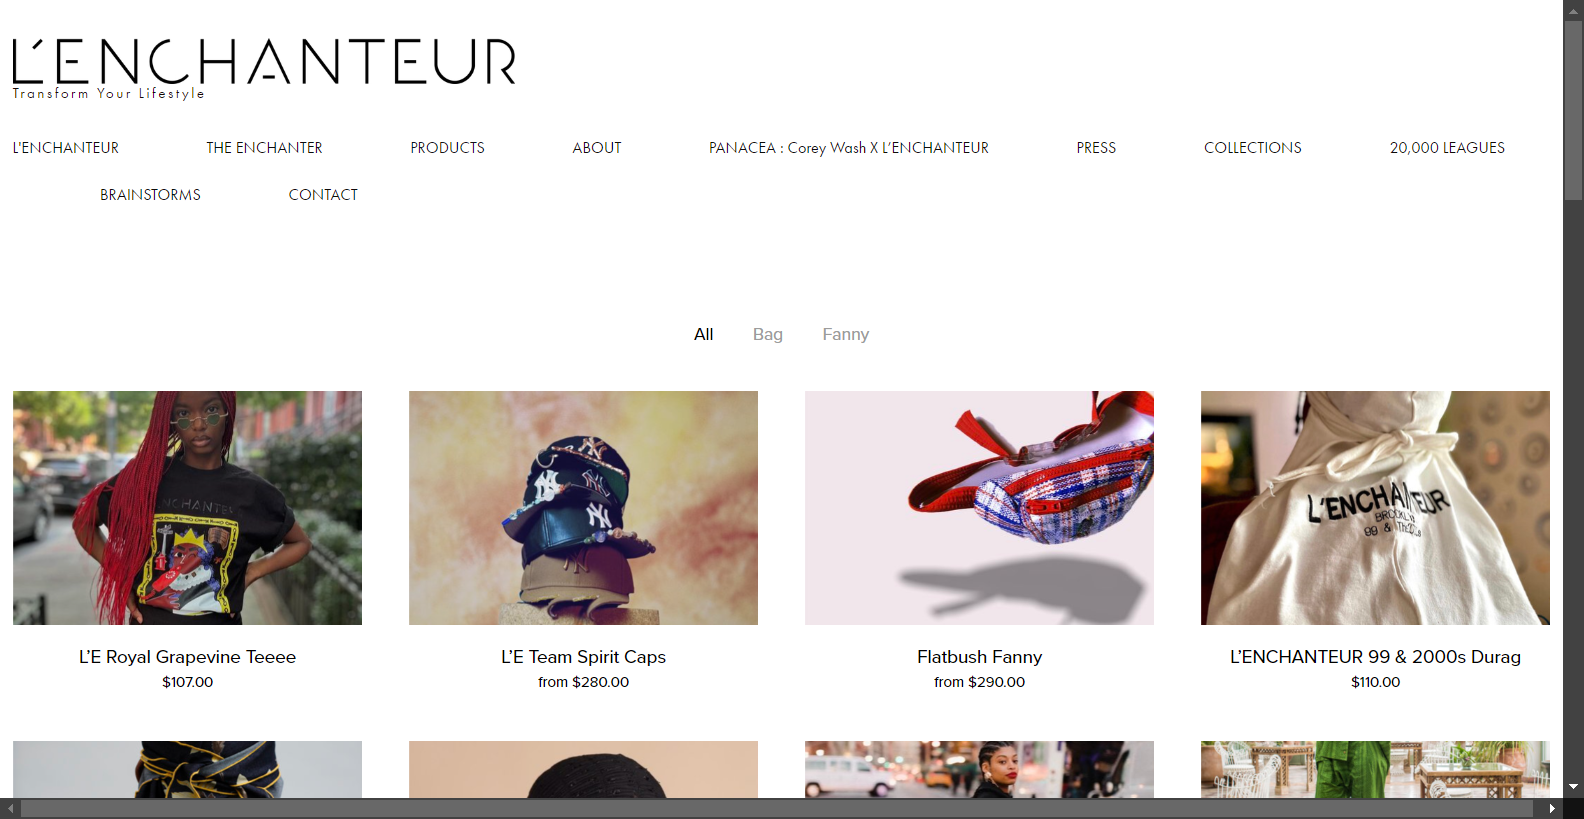 L'ENCHANTEUR
Transform Your Lifestyle
L'ENCHANTEUR THE ENCHANTER PRODUCTS ABOUT PANACEA : Corey Wash X L’ENCHANTEUR PRESS COLLECTIONS 20,000 LEAGUES
BRAINSTORMS CONTACT
All Bag Fanny
L’ENCHANTEUR
BROOKLYN
99 &
L’E Royal Grapevine Teeee
$107.00
L’E Team Spirit Caps
from $280.00
Flatbush Fanny
from $290.00
L’ENCHANTEUR 99 & 2000s Durag
$110.00